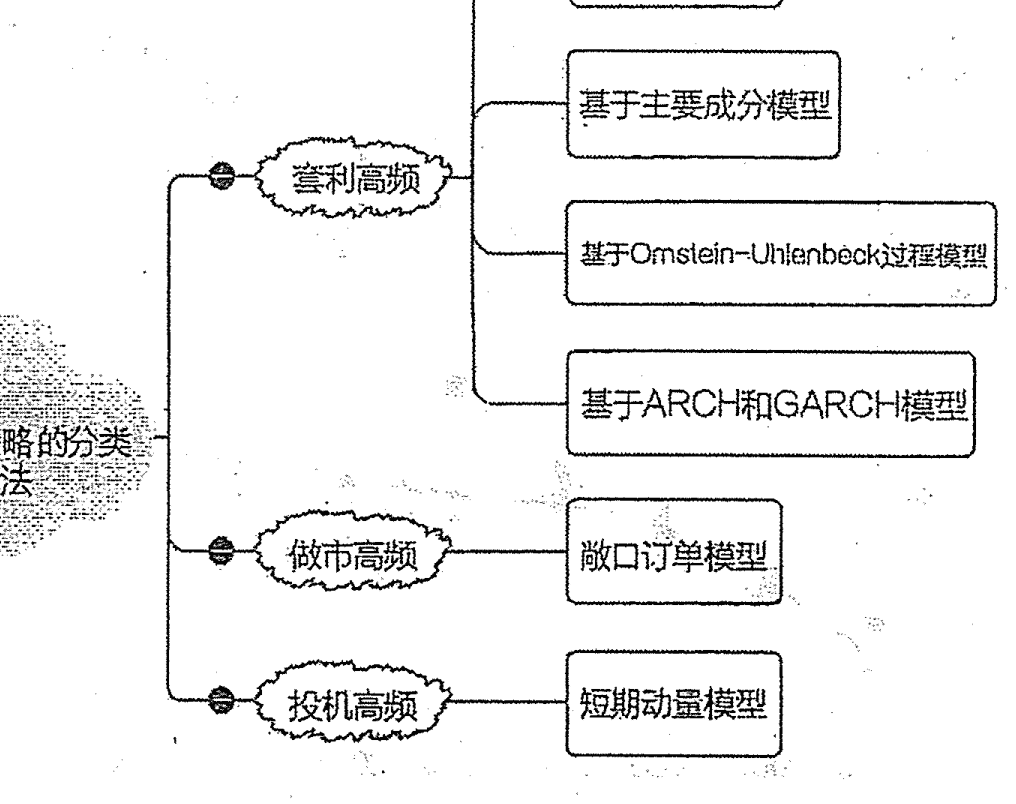 基于主要成分模型
套利高频
基于Ornstein-Uhlenbeck过程模型
基于ARCH和GARCH模型
略的分类
法
做市高频
敞口订单模型
投机高频
短期动量模型